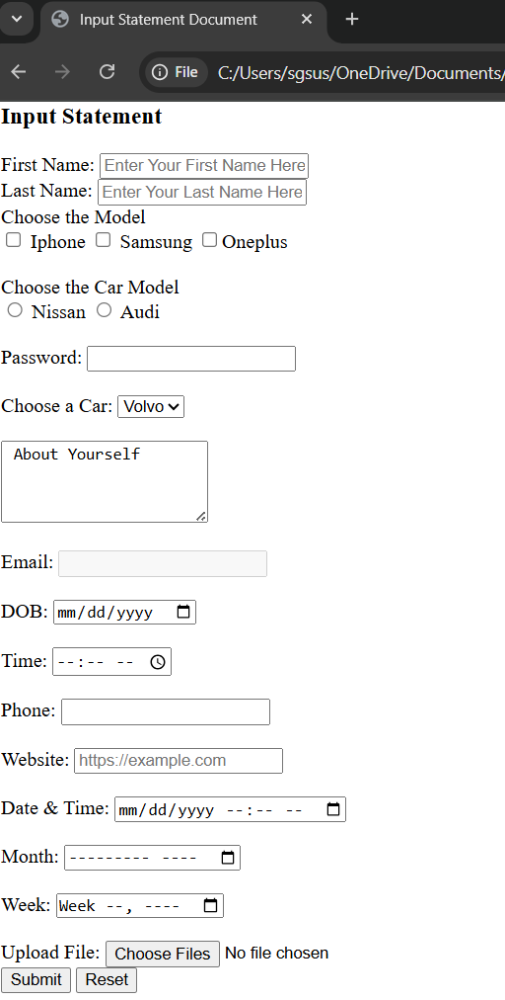 Input Statement Document
File C:/Users/sgsus/OneDrive/Documents/
Input Statement
First Name: Enter Your First Name Here
Last Name: Enter Your Last Name Here
Choose the Model
Iphone Samsung Oneplus
Choose the Car Model
Nissan Audi
Password:
Choose a Car: Volvo
About Yourself
Email:
DOB: mm/dd/yyyy
Time: --:-- --
Phone:
Website: https://example.com
Date & Time: mm/dd/yyyy --:-- --
Month: --------- ----
Week: Week --, ----
Upload File: Choose Files No file chosen
Submit Reset